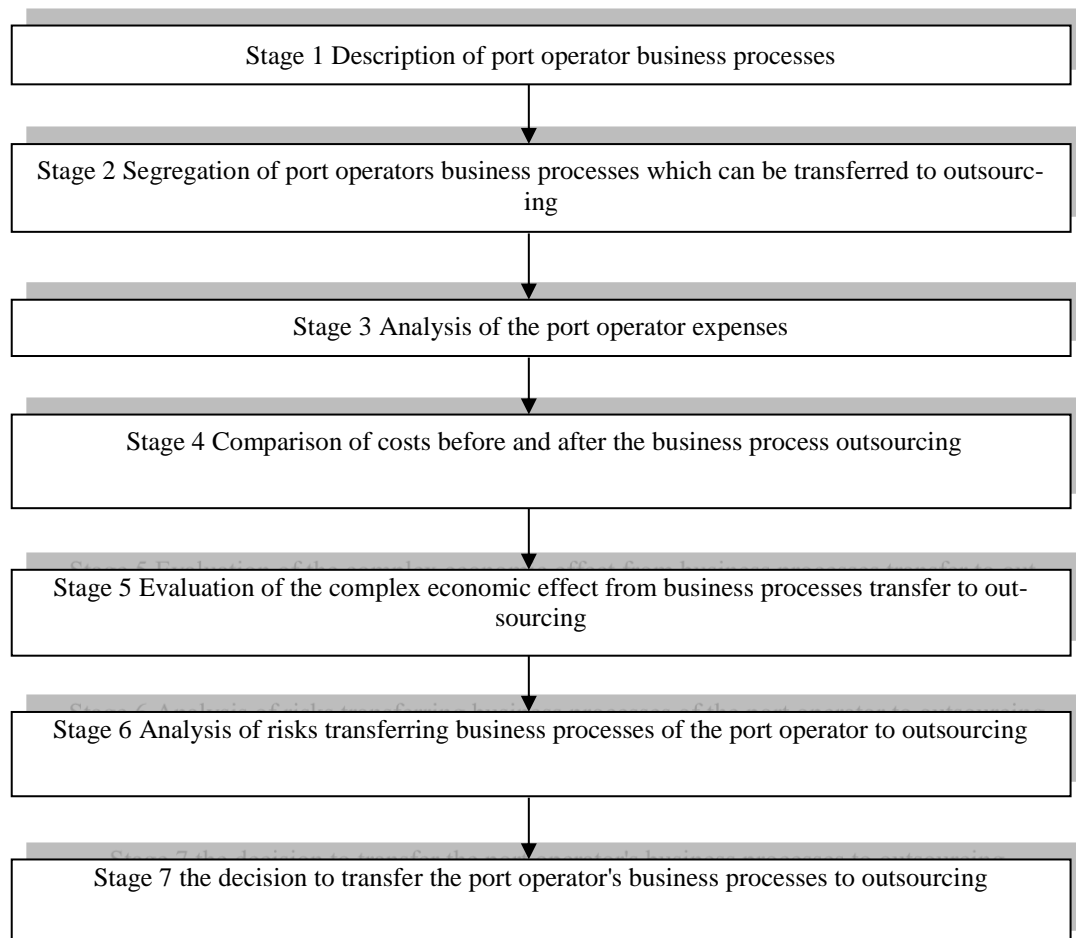 Stage 1 Description of port operator business processes
Stage 2 Segregation of port operators business processes which can be transferred to outsourc-
ing
Stage 3 Analysis of the port operator expenses
Stage 4 Comparison of costs before and after the business process outsourcing
Stage 5 Evaluation of the complex economic effect from business processes transfer to out-
sourcing
Stage 6 Analysis of risks transferring business processes of the port operator to outsourcing
Stage 7 the decision to transfer the port operator's business processes to outsourcing